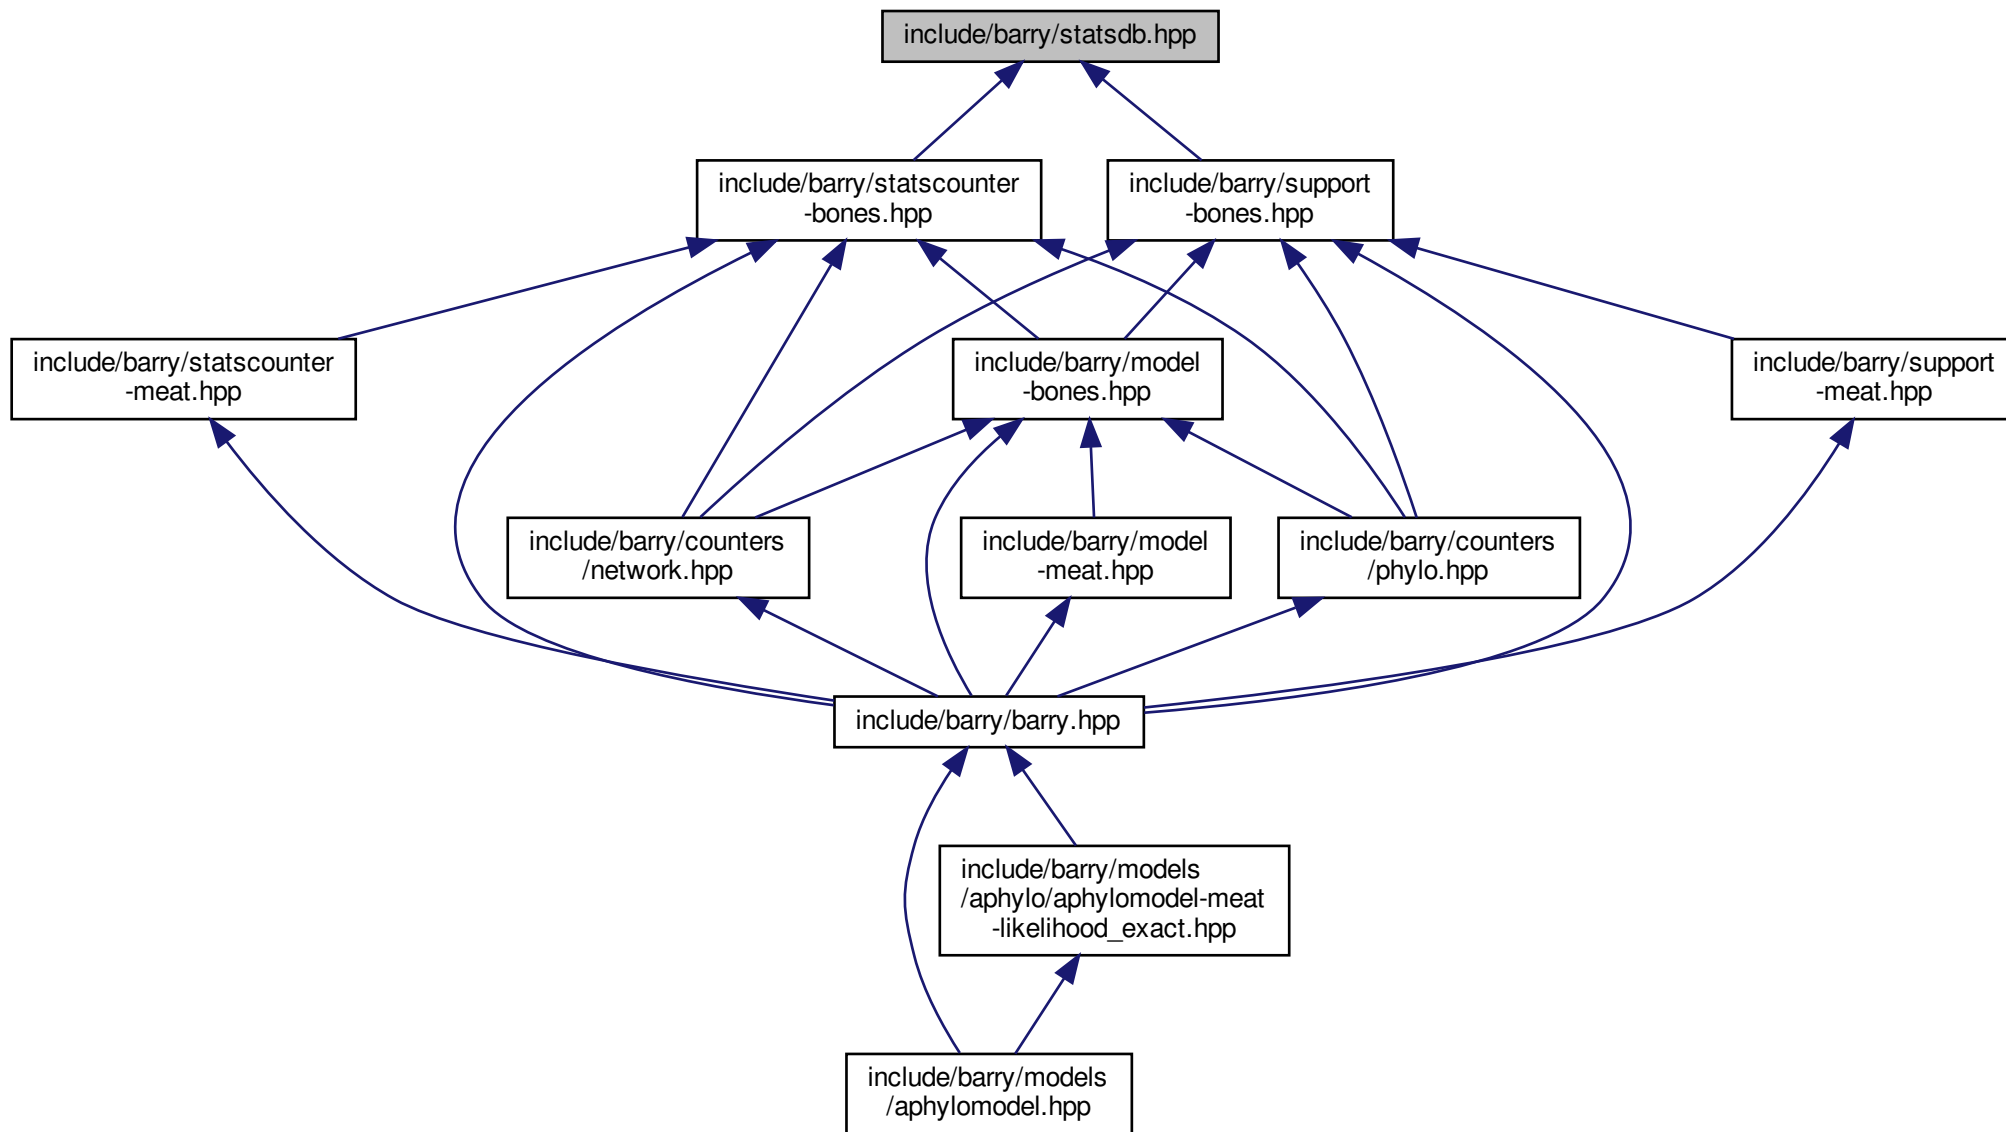 include/barry/statsdb.hpp
include/barry/statscounter
-bones.hpp
include/barry/support
-bones.hpp
include/barry/statscounter
-meat.hpp
include/barry/model
-bones.hpp
include/barry/support
-meat.hpp
include/barry/counters
/network.hpp
include/barry/model
-meat.hpp
include/barry/counters
/phylo.hpp
include/barry/barry.hpp
include/barry/models
/aphylo/aphylomodel-meat
-likelihood_exact.hpp
include/barry/models
/aphylomodel.hpp